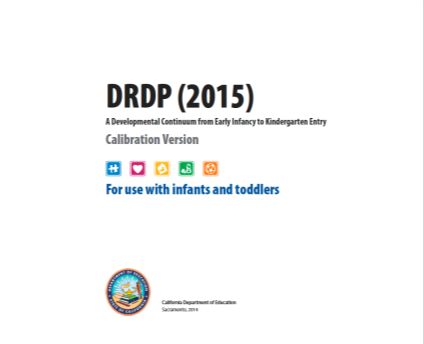 DRDP (2015)
A Developmental Continuum from Early Infancy to Kindergarten Entry
Calibration Version
For use with infants and toddlers
California Department of Education
Sacramento, 2014